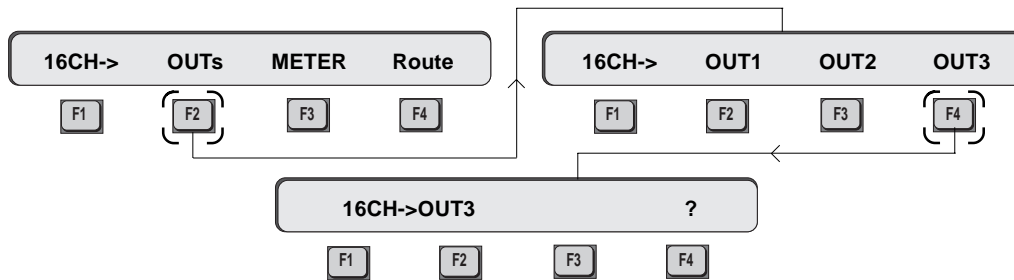 16CH-> OUTs METER Route
F1 F2 F3 F4
16CH-> OUT1 OUT2 OUT3
F1 F2 F3 F4
16CH->OUT3 ?
F1 F2 F3 F4